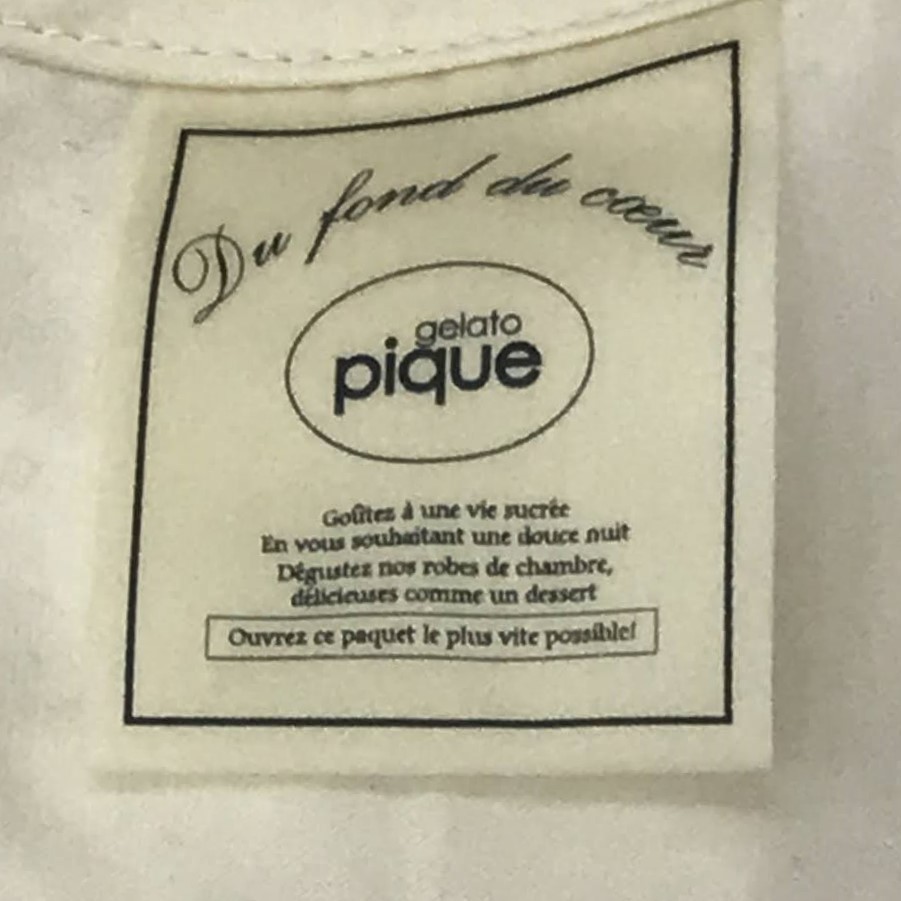 Du fond du cœur
gelato
pique
Goûtez à une vie sucrée
En vous souhaitant une douce nuit
Dégustez nos robes de chambre,
délicieuses comme un dessert
Ouvrez ce paquet le plus vite possible!